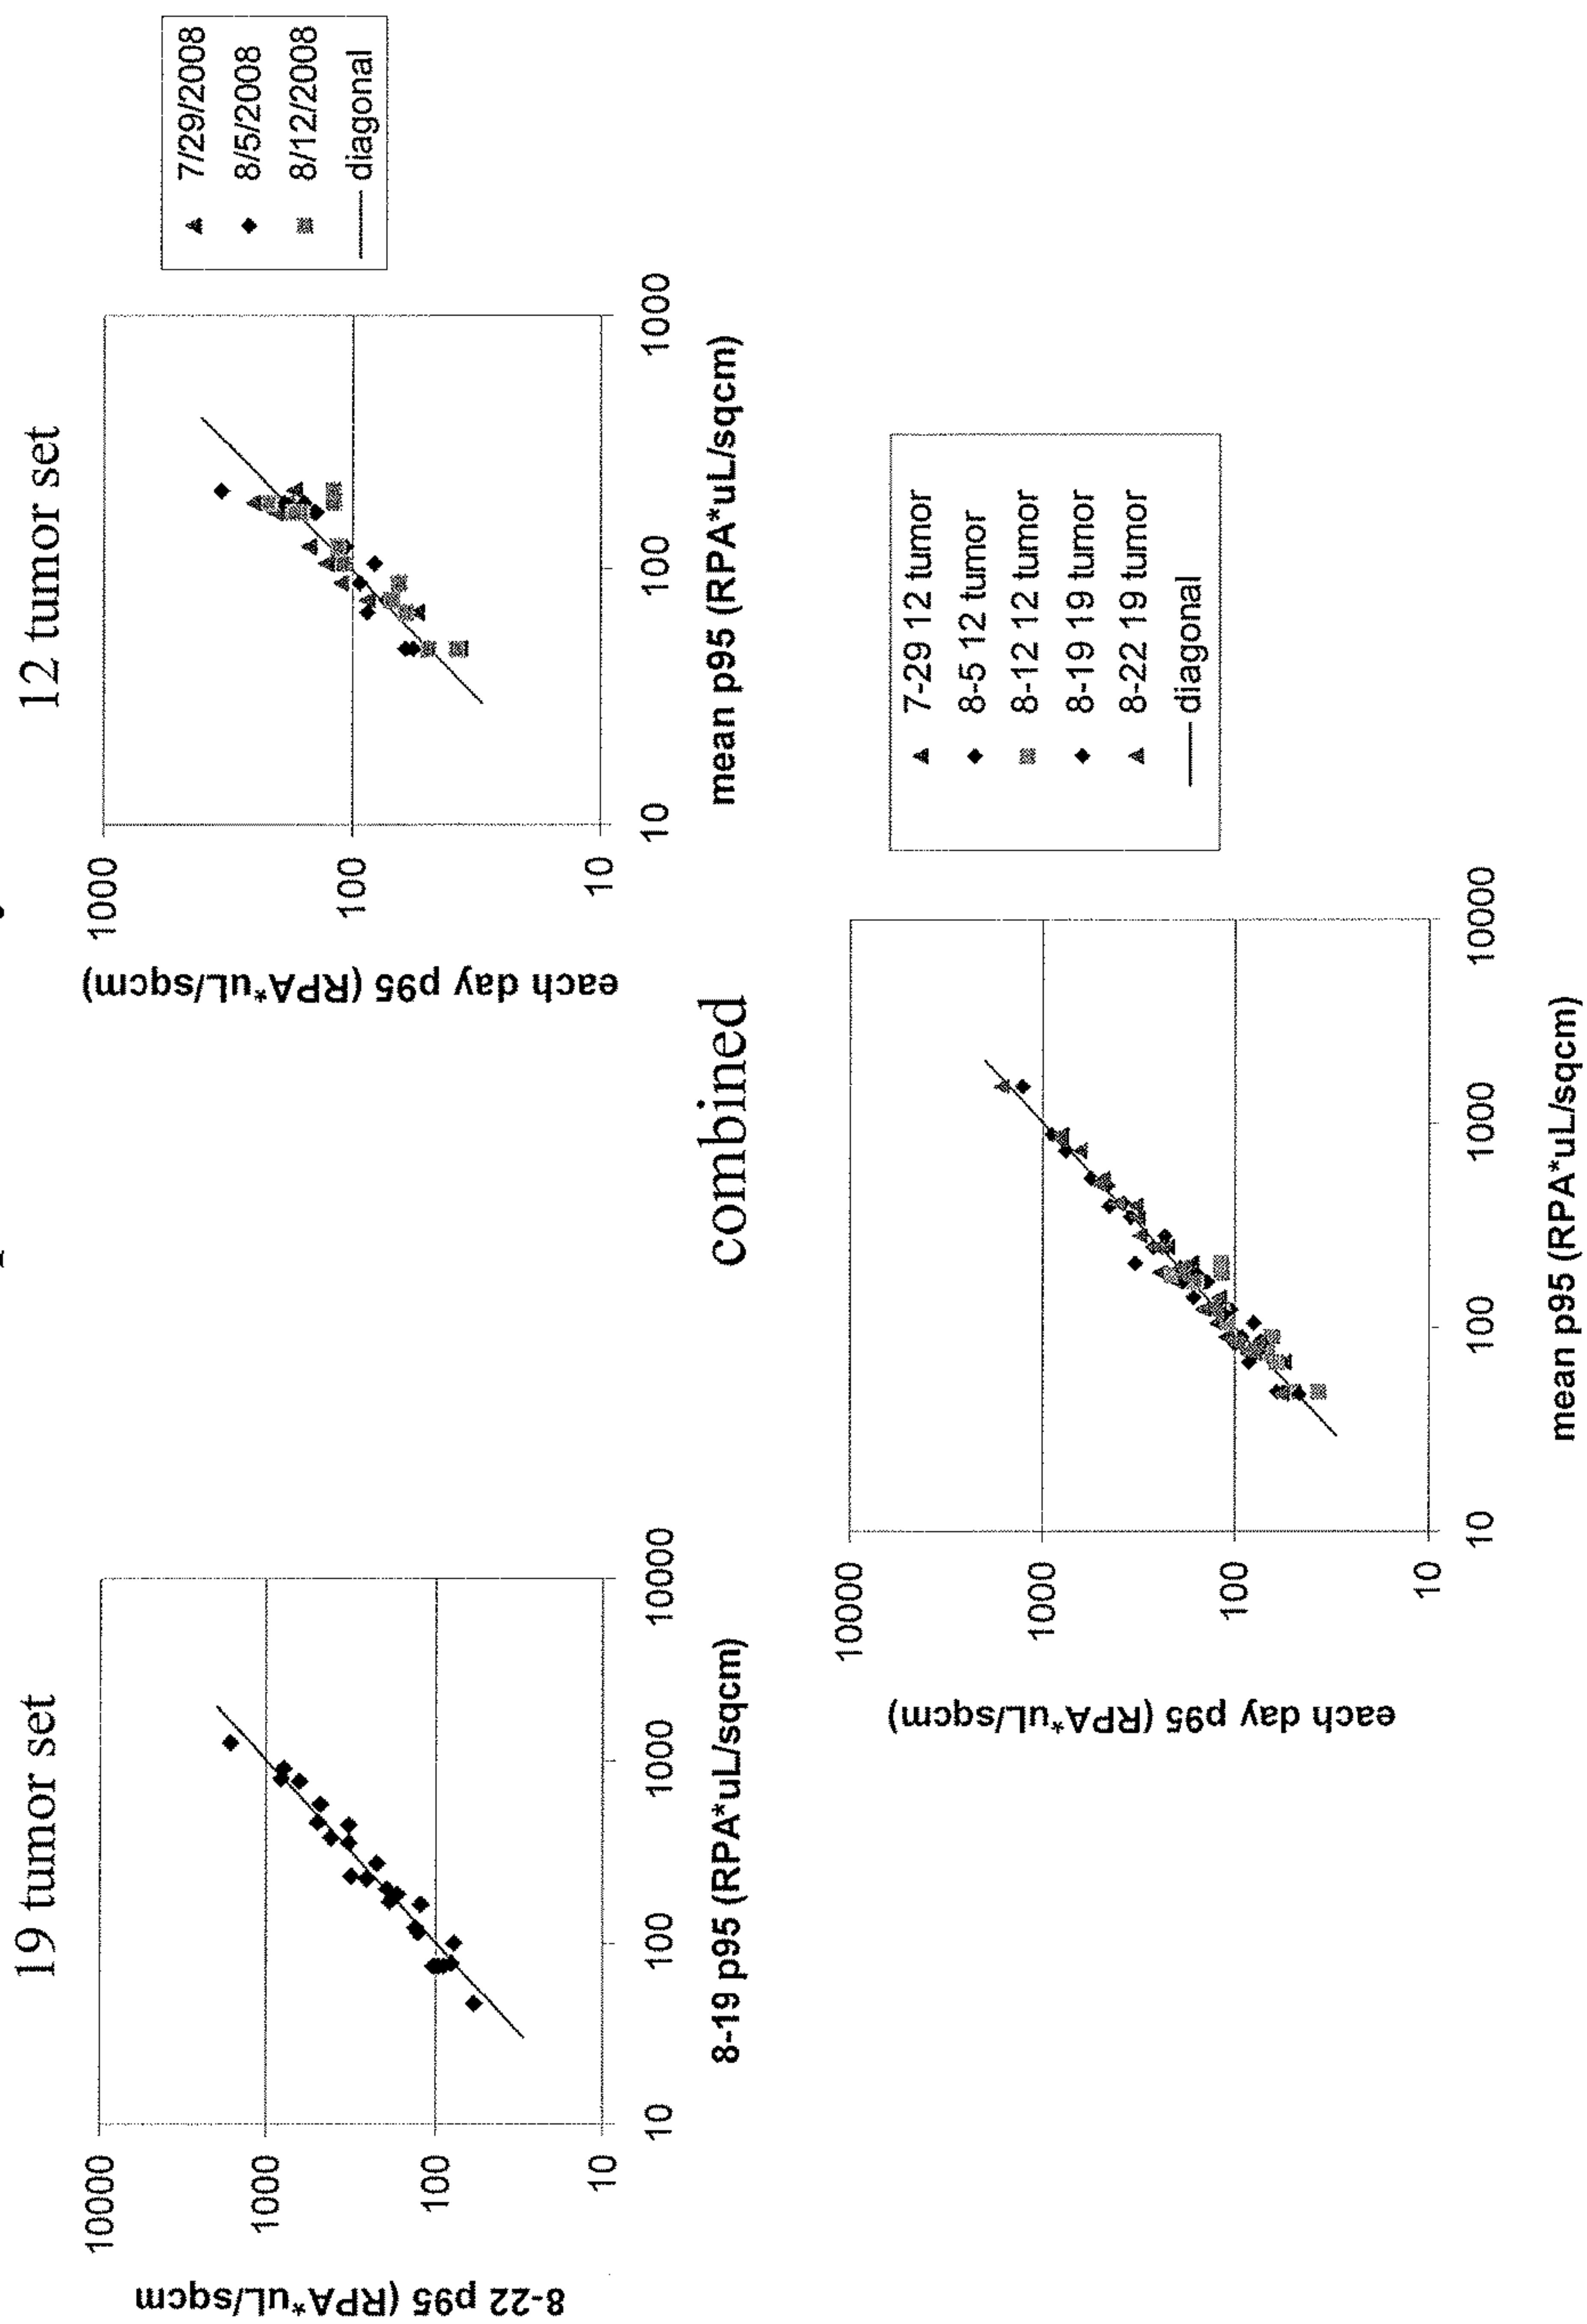 19 tumor set
10000
1000
100
10
8-22 p95 (RPA*uL/sqcm
10
100
1000
10000
8-19 p95 (RPA*uL/sqcm)
12 tumor set
1000
100
10
each day p95 (RPA*uL/sqcm)
10
100
1000
mean p95 (RPA*uL/sqcm)
7/29/2008
8/5/2008
8/12/2008
diagonal
combined
10000
1000
100
10
each day p95 (RPA*uL/sqcm)
10
100
1000
10000
mean p95 (RPA*uL/sqcm)
7-29 12 tumor
8-5 12 tumor
8-12 12 tumor
8-19 19 tumor
8-22 19 tumor
diagonal